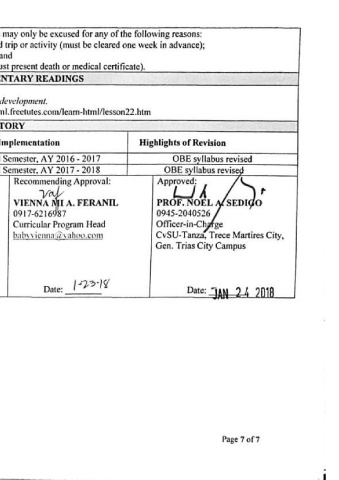 may only be excused for any of the following reasons:
d trip or activity (must be cleared one week in advance);
and
ust present death or medical certificate).
NTARY READINGS
development.
ml.freetutes.com/learn-html/lesson22.htm
TORY
mplementation Highlights of Revision
Semester, AY 2016 - 2017 OBE syllabus revised
Semester, AY 2017 - 2018 OBE syllabus revised
Recommending Approval: Approved:
VIENNA MI A. FERANIL PROF. NOEL A. SEDIGO
0917-6216987 0945-2040526
Curricular Program Head Officer-in-Charge
babyvienna@yahoo.com CvSU-Tanza, Trece Martires City,
Gen. Trias City Campus
Date: 1-23-18 Date: JAN 24 2018
Page 7 of 7